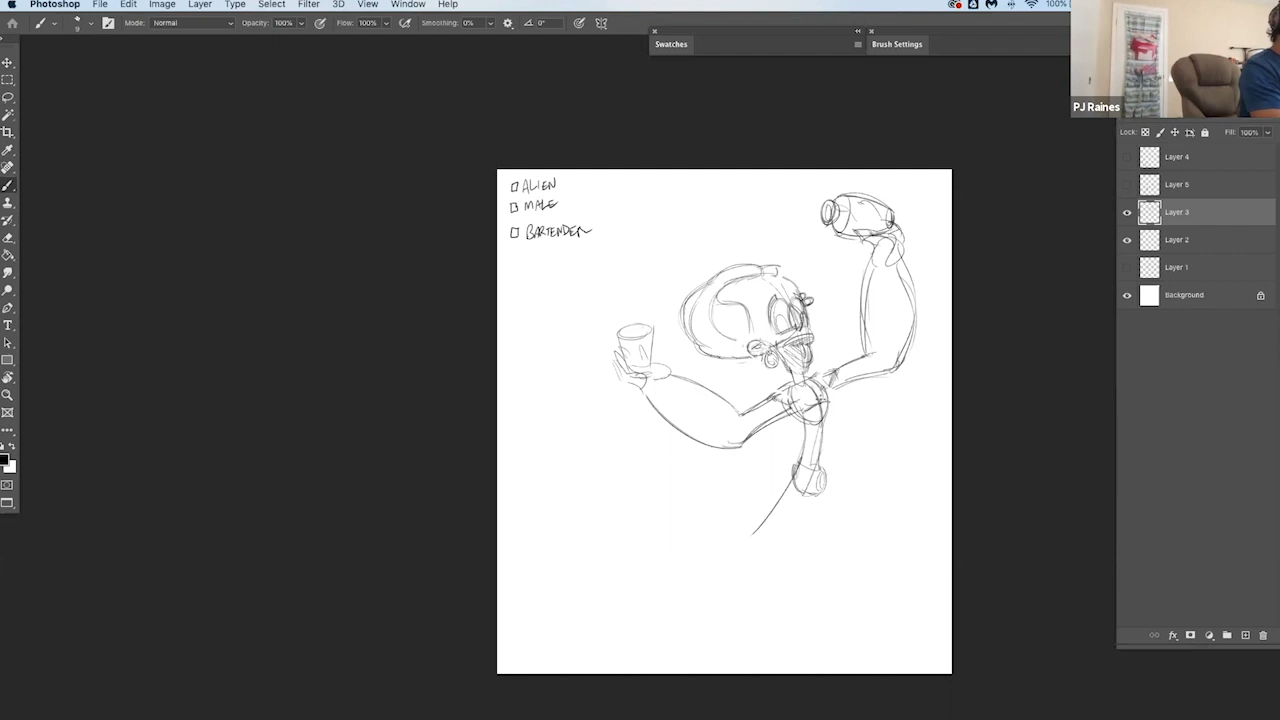 Photoshop File Edit Image Layer Type Select Filter 3D View Window Help 100%
Mode: Normal Opacity: 100% Flow: 100% Smoothing: 0% 0°
Swatches Brush Settings
PJ Raines
Lock: Fill: 100%
Layer 4
Layer 5
Layer 3
Layer 2
Layer 1
Background
ALIEN
MALE
BARTENDER